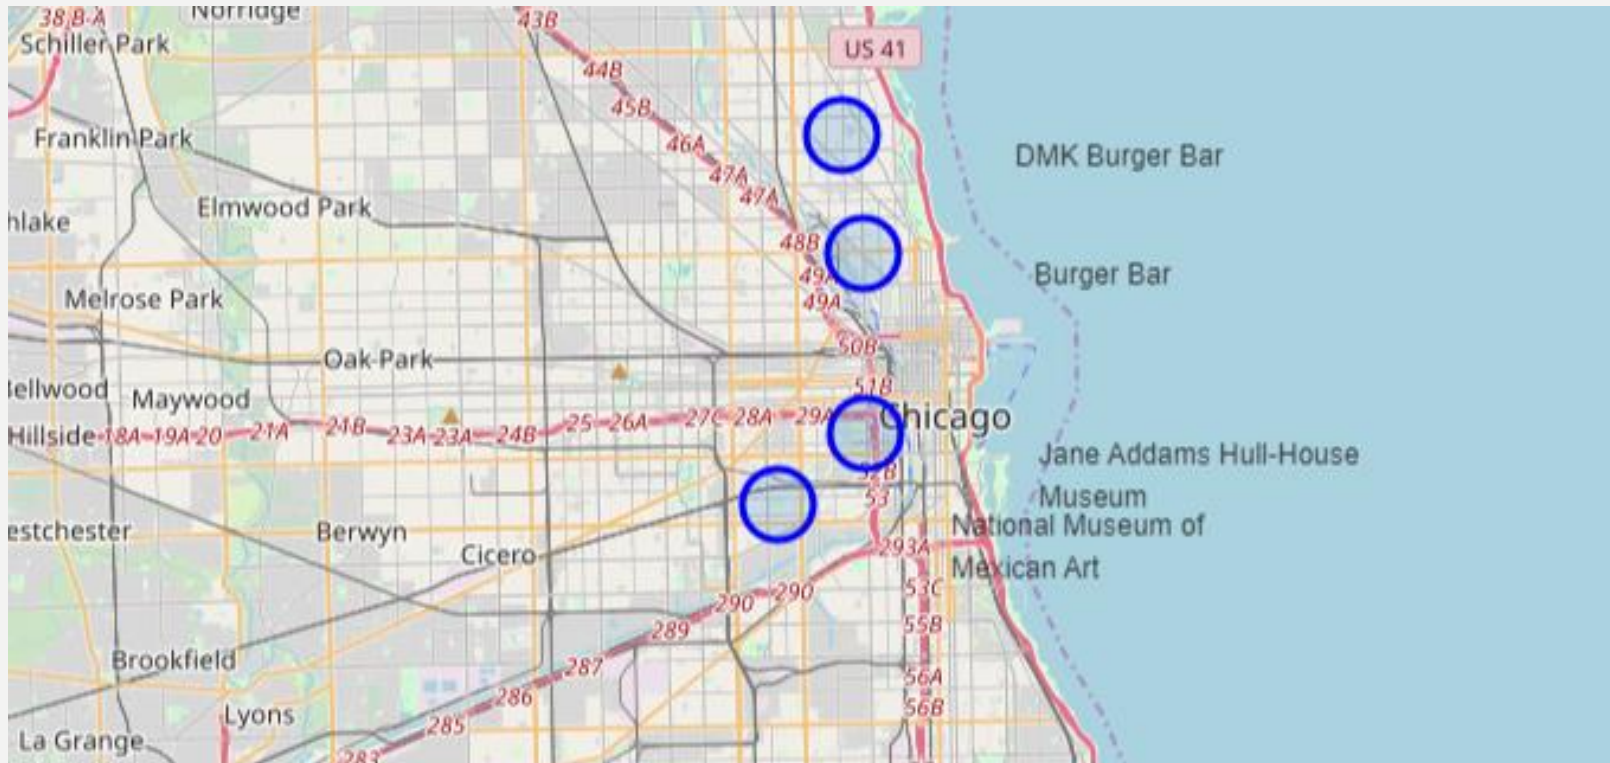 38 B-A
Norridge
43B
Schiller Park
US 41
44B
45B
Franklin Park
46A
DMK Burger Bar
47A
47A
Elmwood Park
hlake
48B
49A
Burger Bar
Melrose Park
49A
50B
Oak Park
51B
Bellwood
Maywood
Chicago
Hillside 18A 19A 20 21A 21B 23A 23A 24B 25 26A 27C 28A 29A
Jane Addams Hull-House
52B
Museum
53
estchester
Berwyn
National Museum of
Cicero
293A
Mexican Art
53C
290
290
55B
289
Brookfield
287
56A
286
56B
Lyons
285
La Grange
283